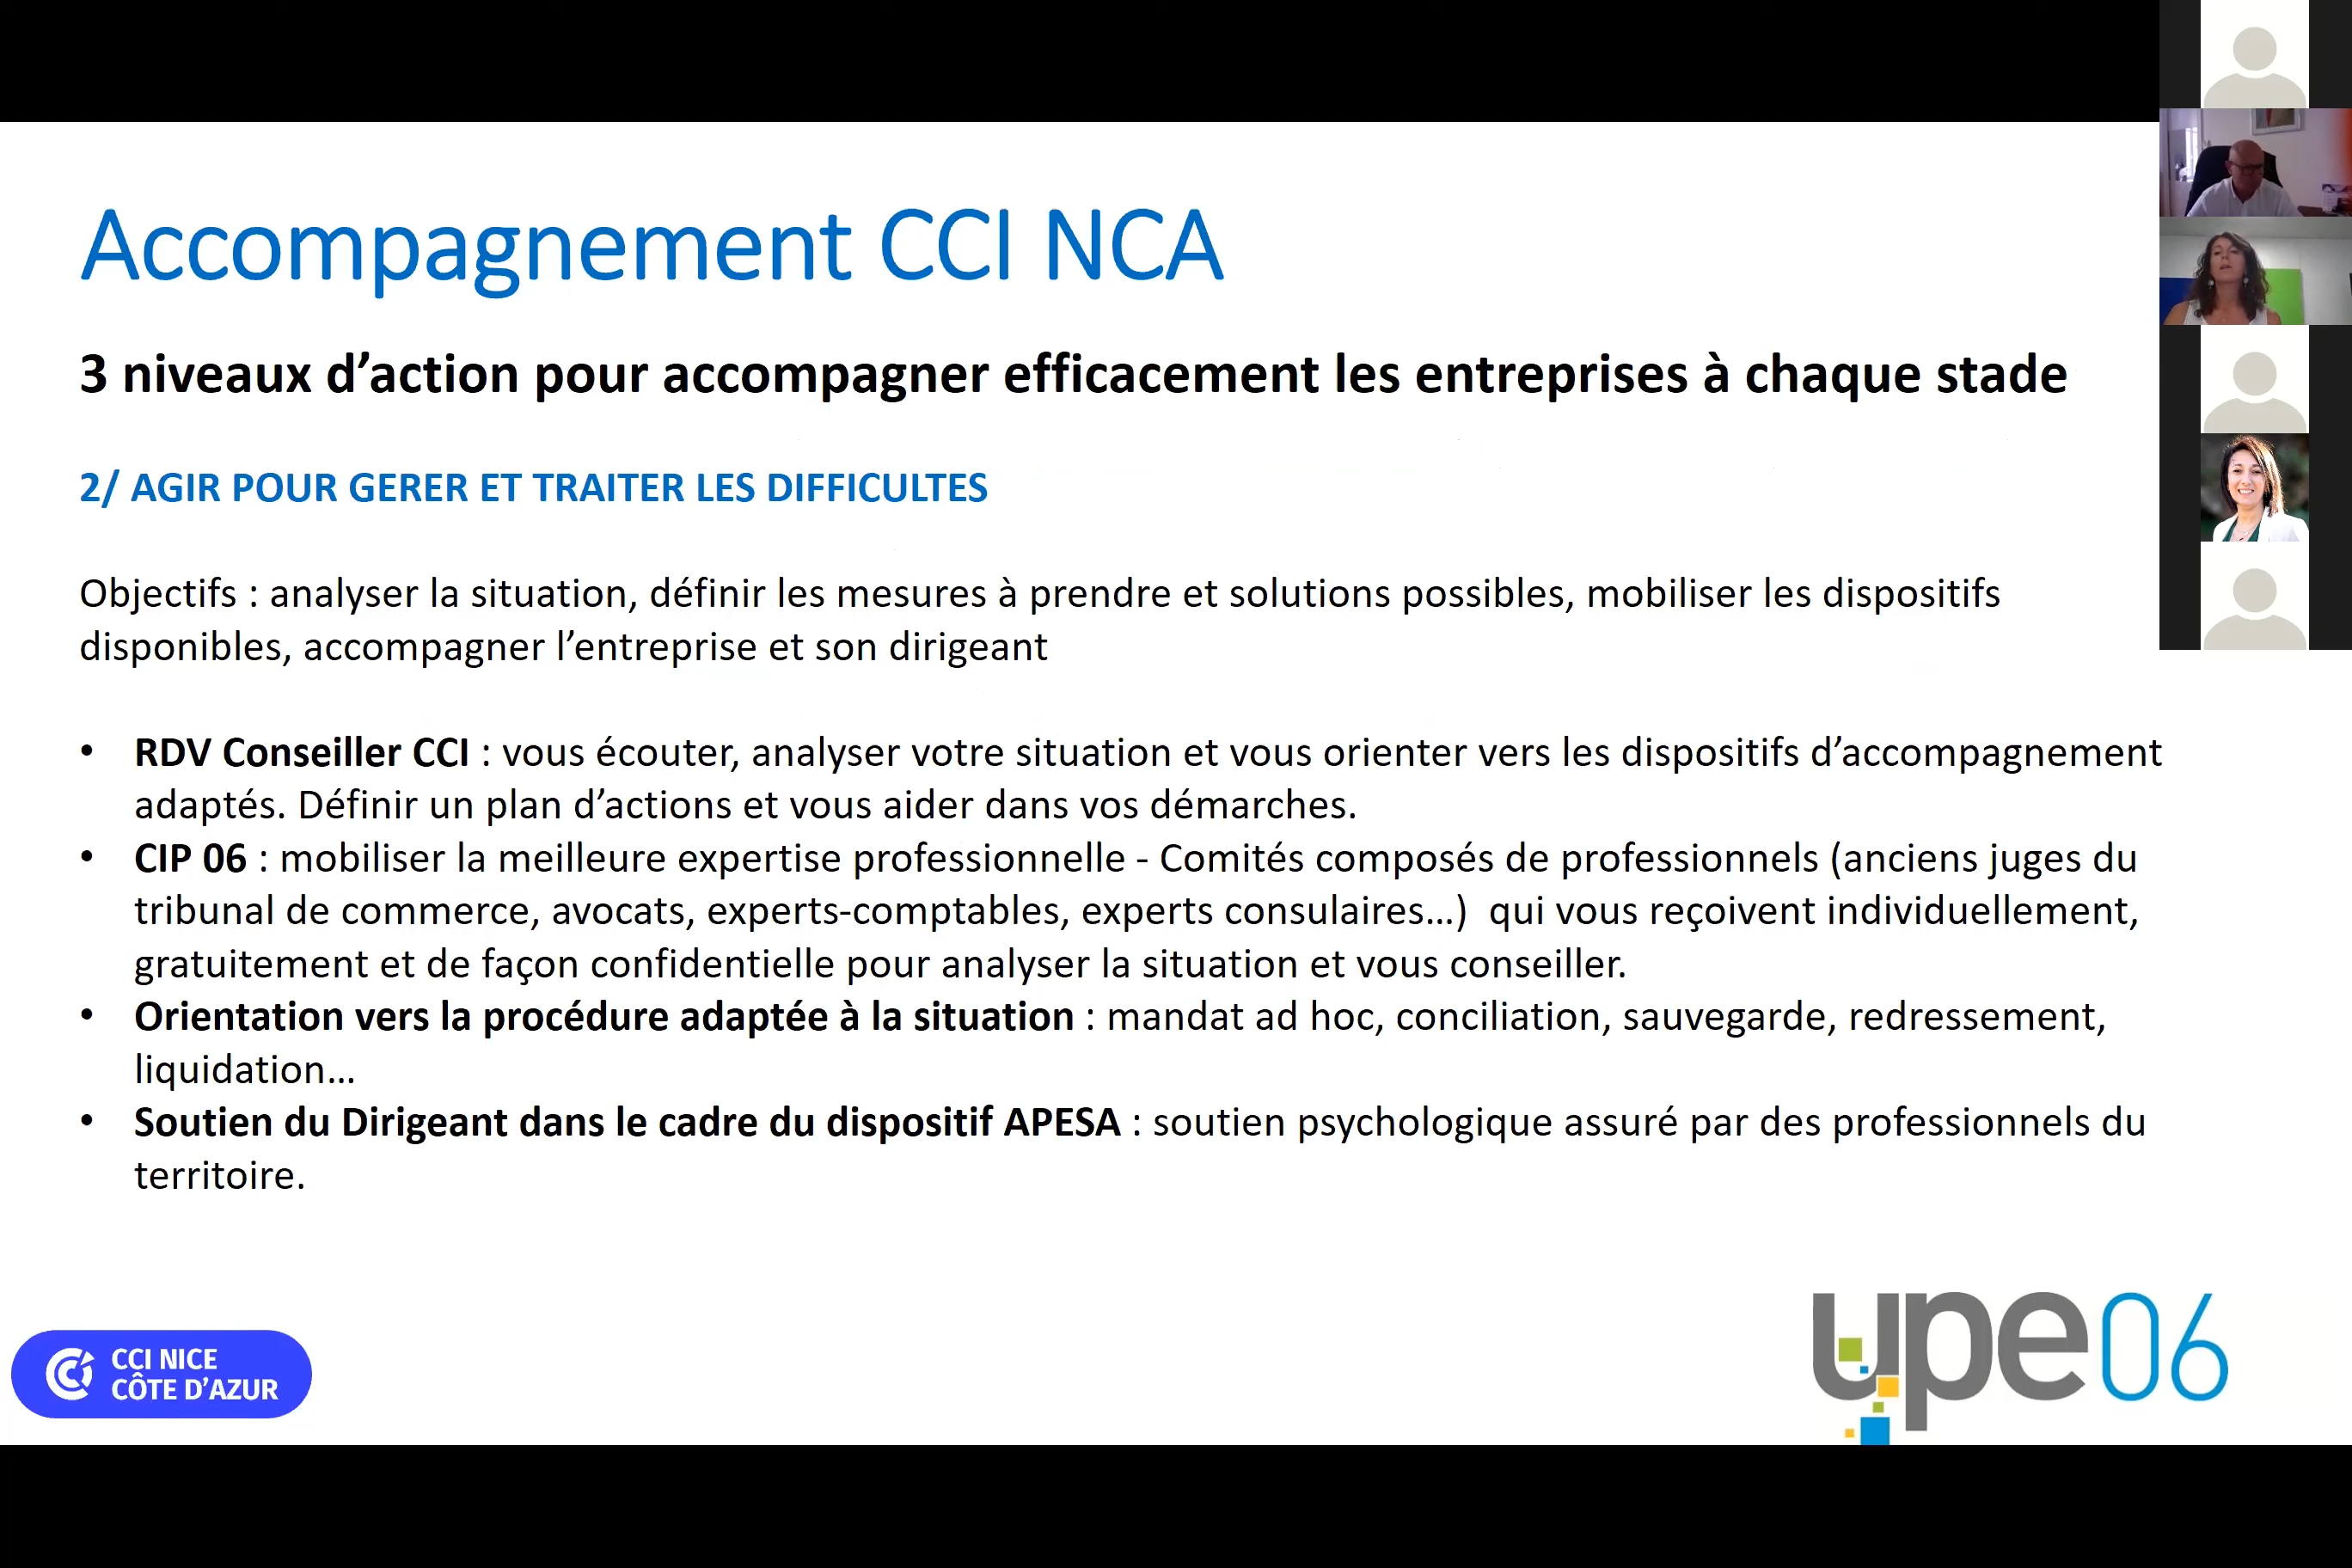 Accompagnement CCI NCA
3 niveaux d’action pour accompagner efficacement les entreprises à chaque stade
2/ AGIR POUR GERER ET TRAITER LES DIFFICULTES
Objectifs : analyser la situation, définir les mesures à prendre et solutions possibles, mobiliser les dispositifs
disponibles, accompagner l’entreprise et son dirigeant
• RDV Conseiller CCI : vous écouter, analyser votre situation et vous orienter vers les dispositifs d’accompagnement
adaptés. Définir un plan d’actions et vous aider dans vos démarches.
• CIP 06 : mobiliser la meilleure expertise professionnelle - Comités composés de professionnels (anciens juges du
tribunal de commerce, avocats, experts-comptables, experts consulaires…)  qui vous reçoivent individuellement,
gratuitement et de façon confidentielle pour analyser la situation et vous conseiller.
• Orientation vers la procédure adaptée à la situation : mandat ad hoc, conciliation, sauvegarde, redressement,
liquidation…
• Soutien du Dirigeant dans le cadre du dispositif APESA : soutien psychologique assuré par des professionnels du
territoire.
CCI NICE
CÔTE D’AZUR
upe06